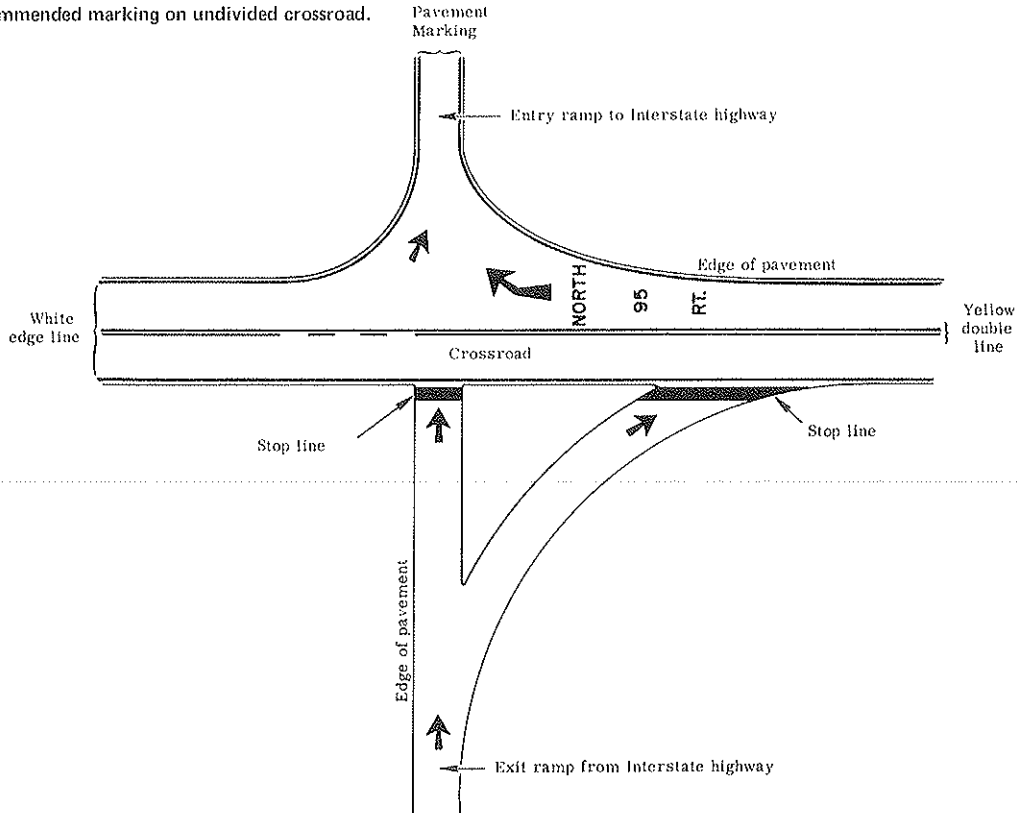 mmended marking on undivided crossroad.
Pavement
Marking
Entry ramp to Interstate highway
Edge of pavement
NORTH
95
RT.
White
edge line
Yellow
double
line
Crossroad
Stop line
Stop line
Edge of pavement
Exit ramp from Interstate highway